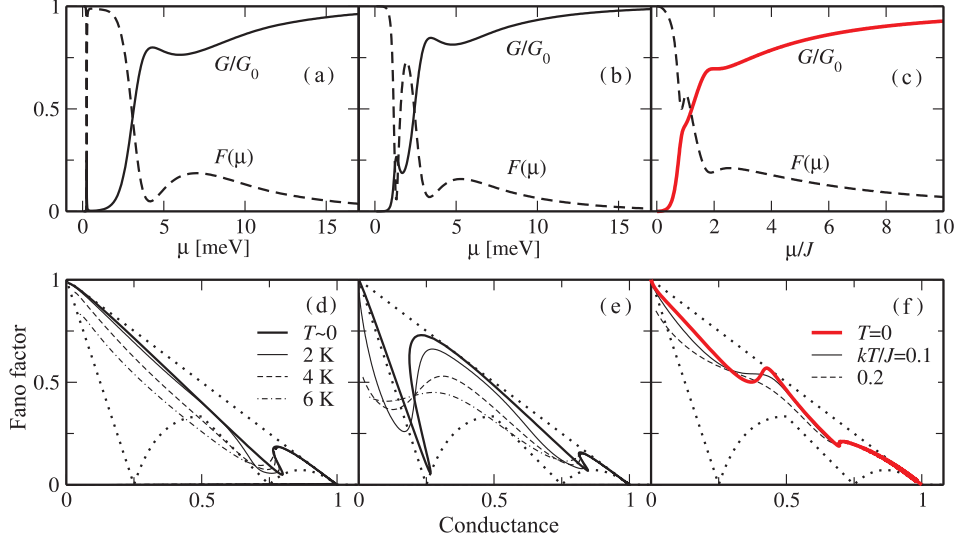 1
0.5
0
G/G0
(a)
F(μ)
0 5 10 15
μ [meV]
G/G0
(b)
F(μ)
0 5 10 15
μ [meV]
G/G0
(c)
F(μ)
0 2 4 6 8 10
μ/J
Fano factor
1
0.5
0
(d)
T~0
2 K
4 K
6 K
0 0.5 1
(e)
0 0.5 1
(f)
T=0
kT/J=0.1
0.2
0 0.5 1
Conductance